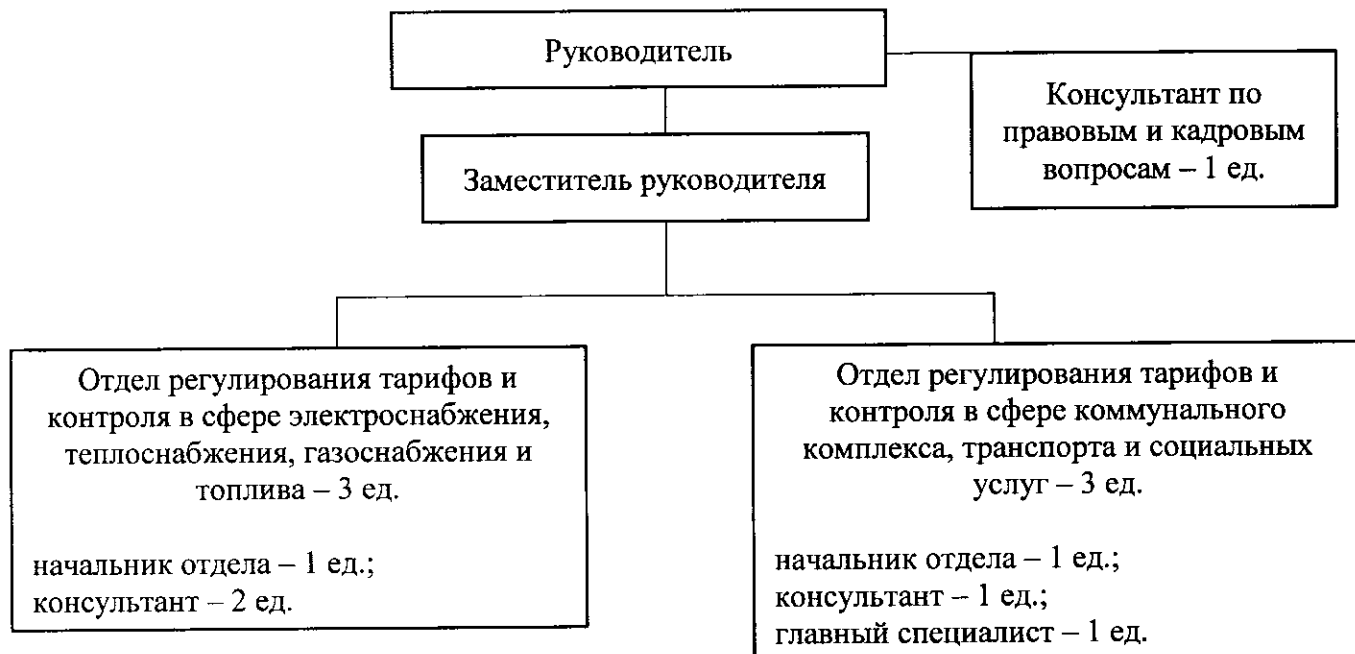 Руководитель
Консультант по
правовым и кадровым
вопросам – 1 ед.
Заместитель руководителя
Отдел регулирования тарифов и
контроля в сфере электроснабжения,
теплоснабжения, газоснабжения и
топлива – 3 ед.
начальник отдела – 1 ед.;
консультант – 2 ед.
Отдел регулирования тарифов и
контроля в сфере коммунального
комплекса, транспорта и социальных
услуг – 3 ед.
начальник отдела – 1 ед.;
консультант – 1 ед.;
главный специалист – 1 ед.